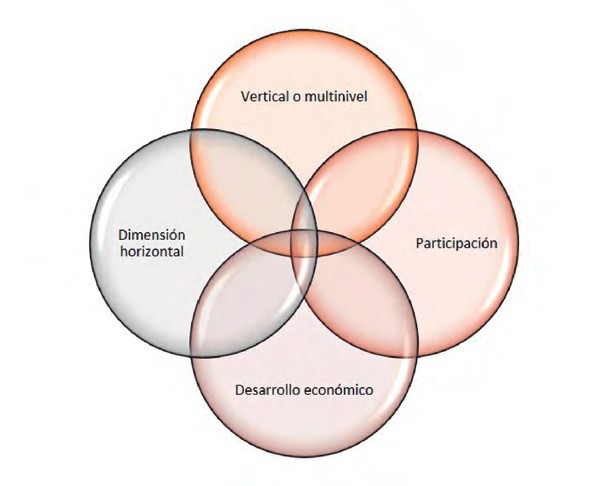 Vertical o multinivel
Dimensión
horizontal
Participación
Desarrollo económico